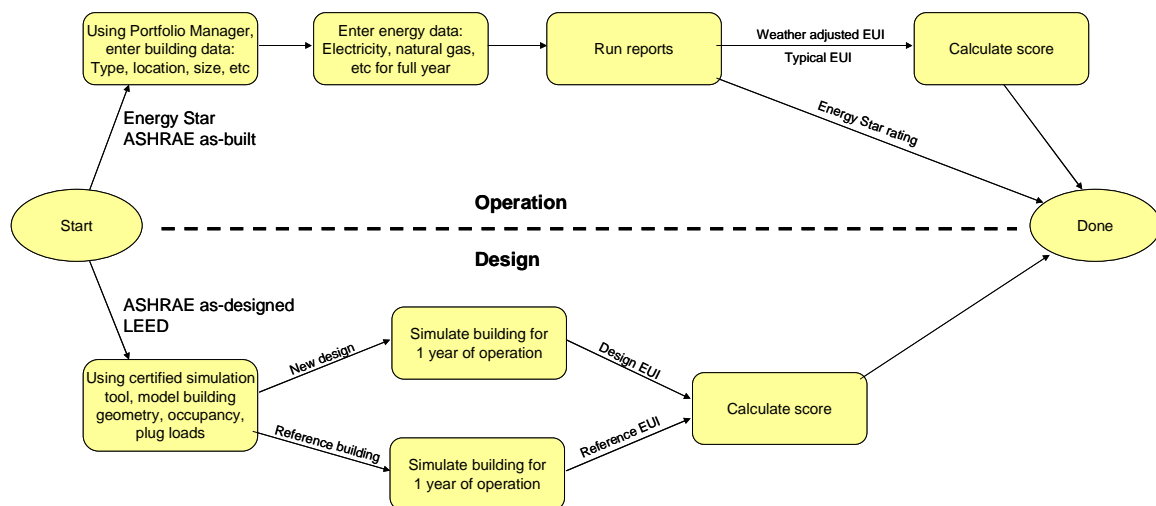 Using Portfolio Manager,
enter building data:
Type, location, size, etc
Enter energy data:
Electricity, natural gas,
etc for full year
Run reports
Weather adjusted EUI
Typical EUI
Calculate score
Energy Star rating
Energy Star
ASHRAE as-built
Start
Operation
Design
Done
ASHRAE as-designed
LEED
Using certified simulation
tool, model building
geometry, occupancy,
plug loads
New design
Reference building
Simulate building for
1 year of operation
Simulate building for
1 year of operation
Design EUI
Reference EUI
Calculate score